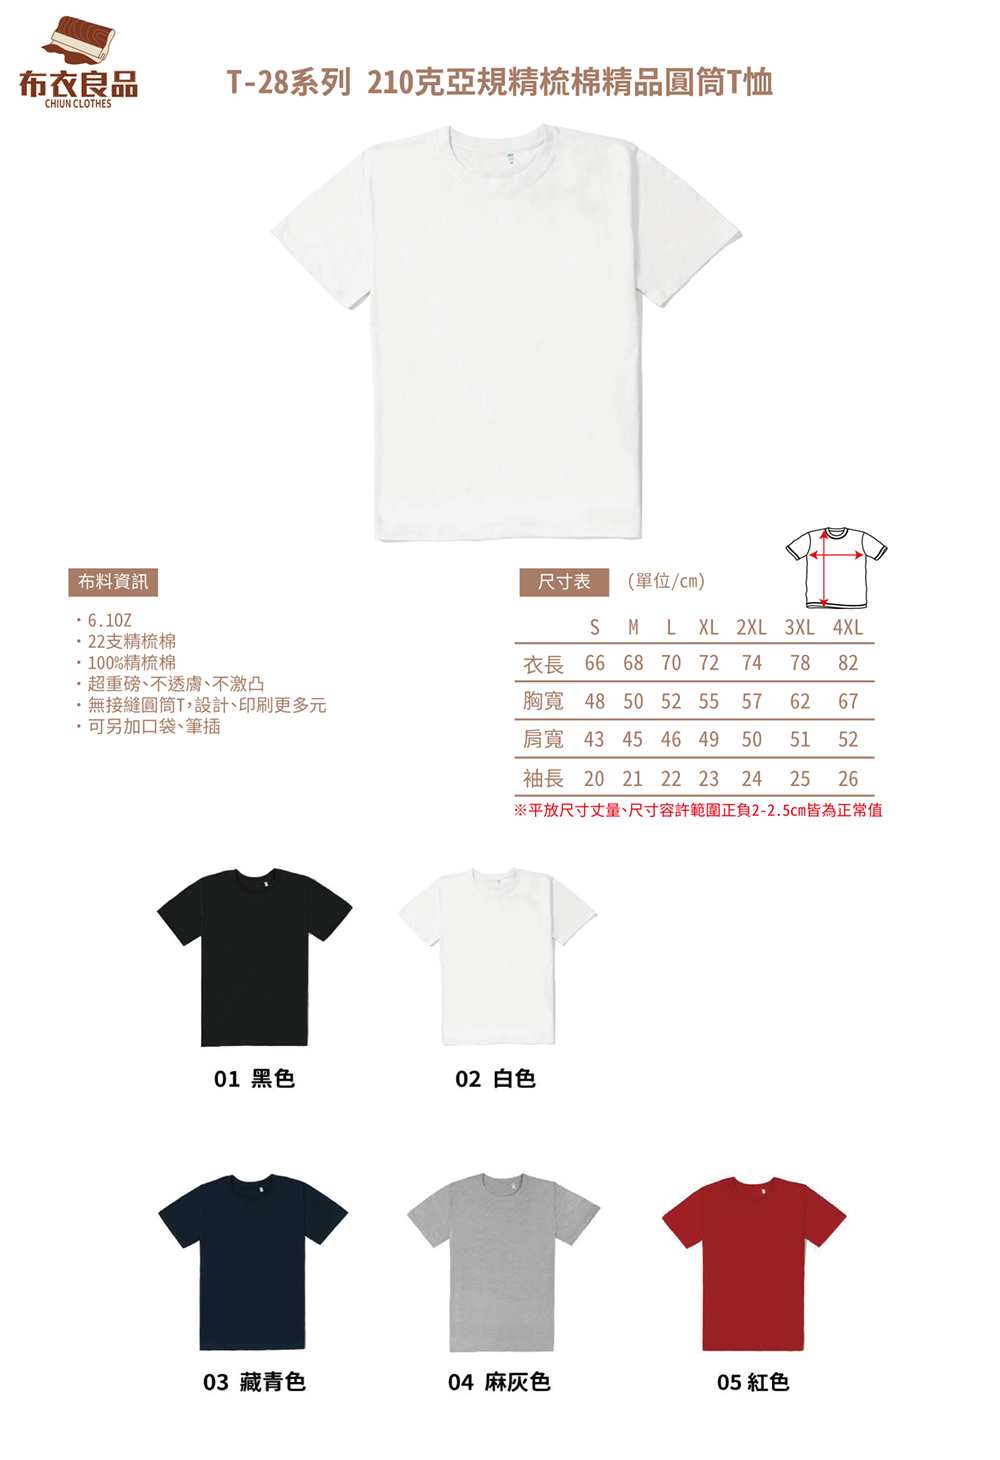 布衣良品
CHIUN CLOTHES
T-28系列 210克亞規精梳棉精品圓筒T恤
布料資訊
・6.1OZ
・22支精梳棉
・100%精梳棉
・超重磅、不透膚、不激凸
・無接縫圓筒T，設計、印刷更多元
・可另加口袋、筆插
尺寸表 (單位/cm)
S M L XL 2XL 3XL 4XL
衣長 66 68 70 72 74 78 82
胸寬 48 50 52 55 57 62 67
肩寬 43 45 46 49 50 51 52
袖長 20 21 22 23 24 25 26
※平放尺寸丈量、尺寸容許範圍正負2-2.5cm皆為正常值
01 黑色
02 白色
03 藏青色
04 麻灰色
05 紅色